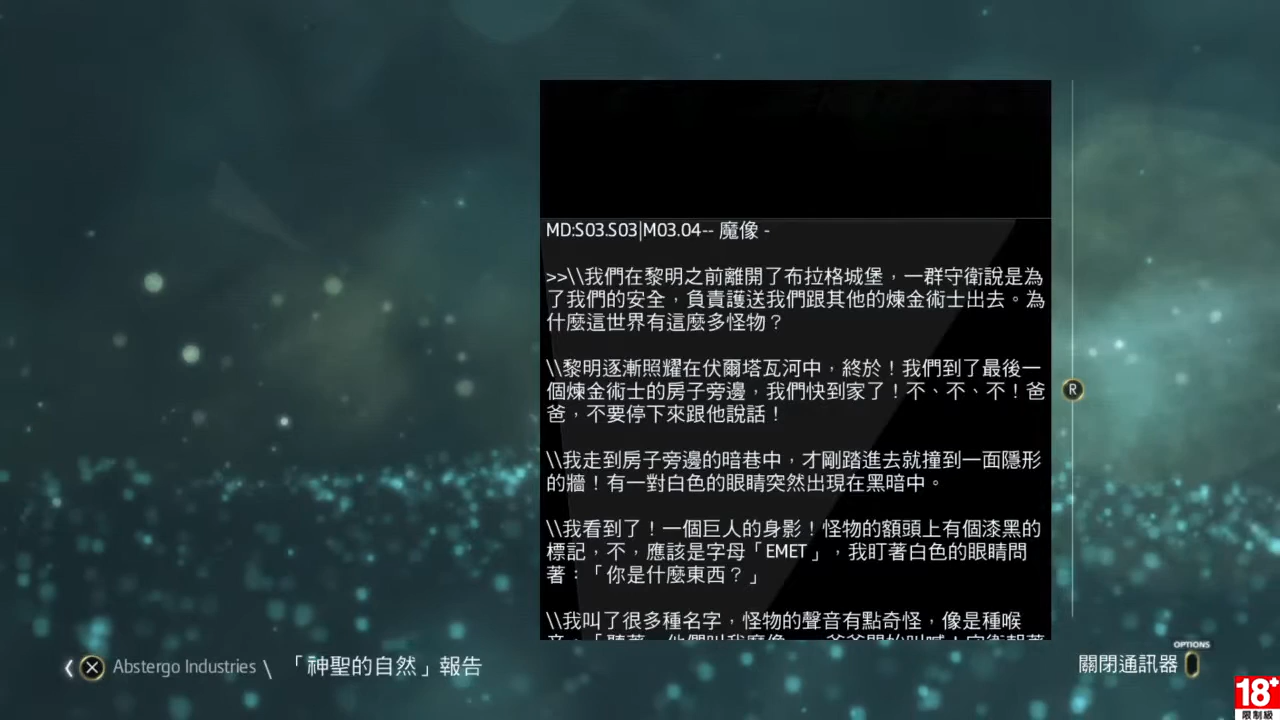 MD:S03.S03|M03.04-- 魔像 -
>>\\我們在黎明之前離開了布拉格城堡，一群守衛說是為
了我們的安全，負責護送我們跟其他的煉金術士出去。為
什麼這世界有這麼多怪物？
\\黎明逐漸照耀在伏爾塔瓦河中，終於！我們到了最後一
個煉金術士的房子旁邊，我們快到家了！不、不、不！爸
爸，不要停下來跟他說話！
\\我走到房子旁邊的暗巷中，才剛踏進去就撞到一面隱形
的牆！有一對白色的眼睛突然出現在黑暗中。
\\我看到了！一個巨人的身影！怪物的額頭上有個漆黑的
標記，不，應該是字母「EMET」，我盯著白色的眼睛問
著：「你是什麼東西？」
\\我叫了很多種名字，怪物的聲音有點奇怪，像是種喉
R
OPTIONS
Abstergo Industries \ 「神聖的自然」報告
關閉通訊器
18+
限制級